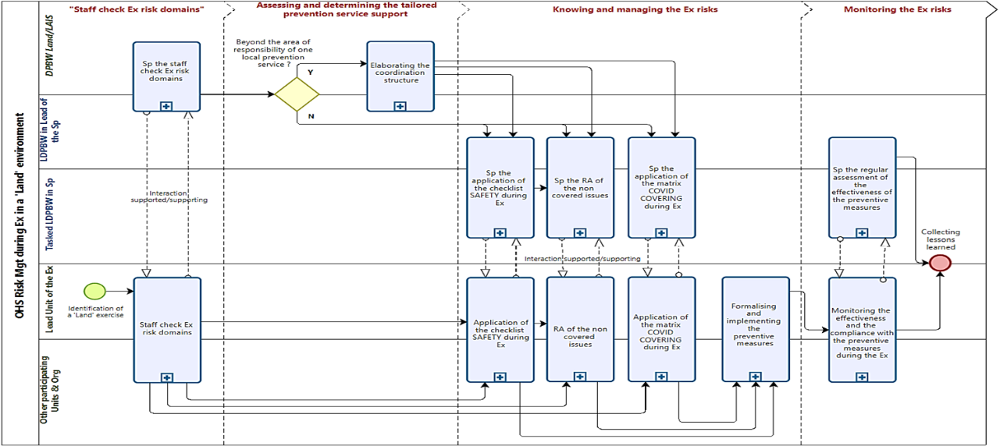 "Staff check Ex risk domains"
Assessing and determining the tailored
prevention service support
Knowing and managing the Ex risks
Monitoring the Ex risks
OHS Risk Mgt during Ex in a 'Land' environment
DPBW Land/LAIS
LDPBW in Lead of
the Sp
Tasked LDPBW in Sp
Lead Unit of the Ex
Other participating
Units & Org
Sp the staff
check Ex risk
domains
Beyond the area of
responsibility of one
local prevention
service ?
Y
N
Elaborating the
coordination
structure
Interaction
supported/supporting
Sp the
application of
the checklist
SAFETY during
Ex
Sp the RA of
the non
covered issues
Sp the
application of
the matrix
COVID
COVERING
during Ex
Sp the regular
assessment of
the
effectiveness of
the preventive
measures
Collecting
lessons
learned
Interaction supported/supporting
Identification of
a 'Land' exercise
Staff check Ex
risk domains
Application of
the checklist
SAFETY during
Ex
RA of the non
covered
issues
Application of
the matrix
COVID
COVERING
during Ex
Formalising
and
implementing
the
preventive
measures
Monitoring the
effectiveness
and the
compliance with
the preventive
measures
during the Ex